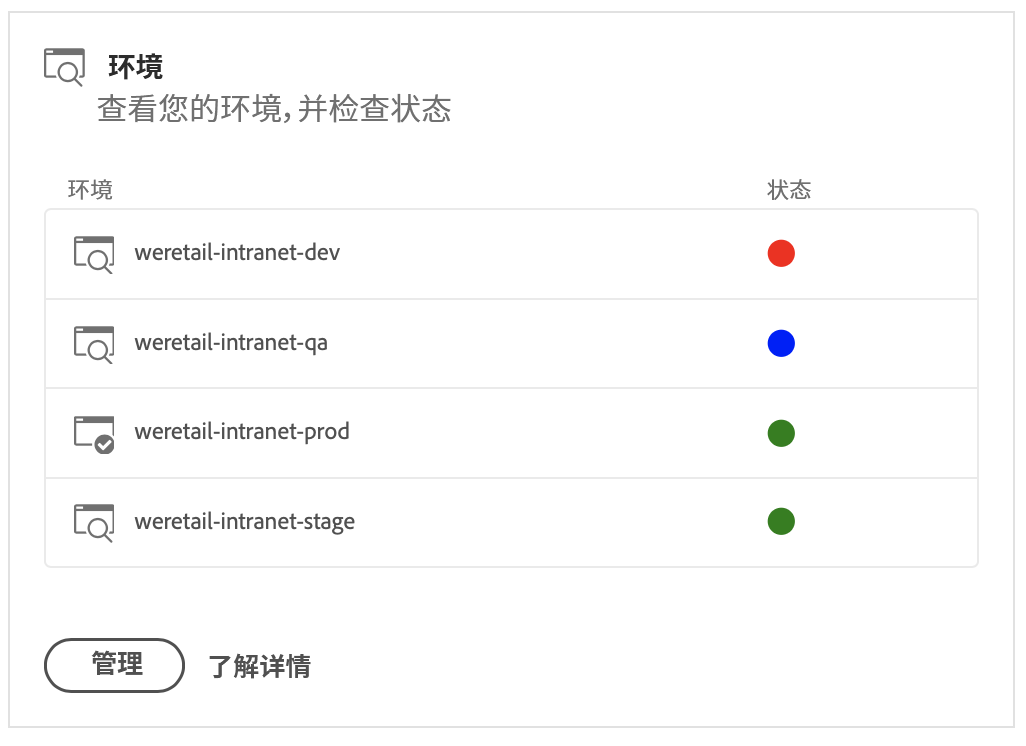 环境
查看您的环境，并检查状态
环境 状态
weretail-intranet-dev
weretail-intranet-qa
weretail-intranet-prod
weretail-intranet-stage
管理 了解详情